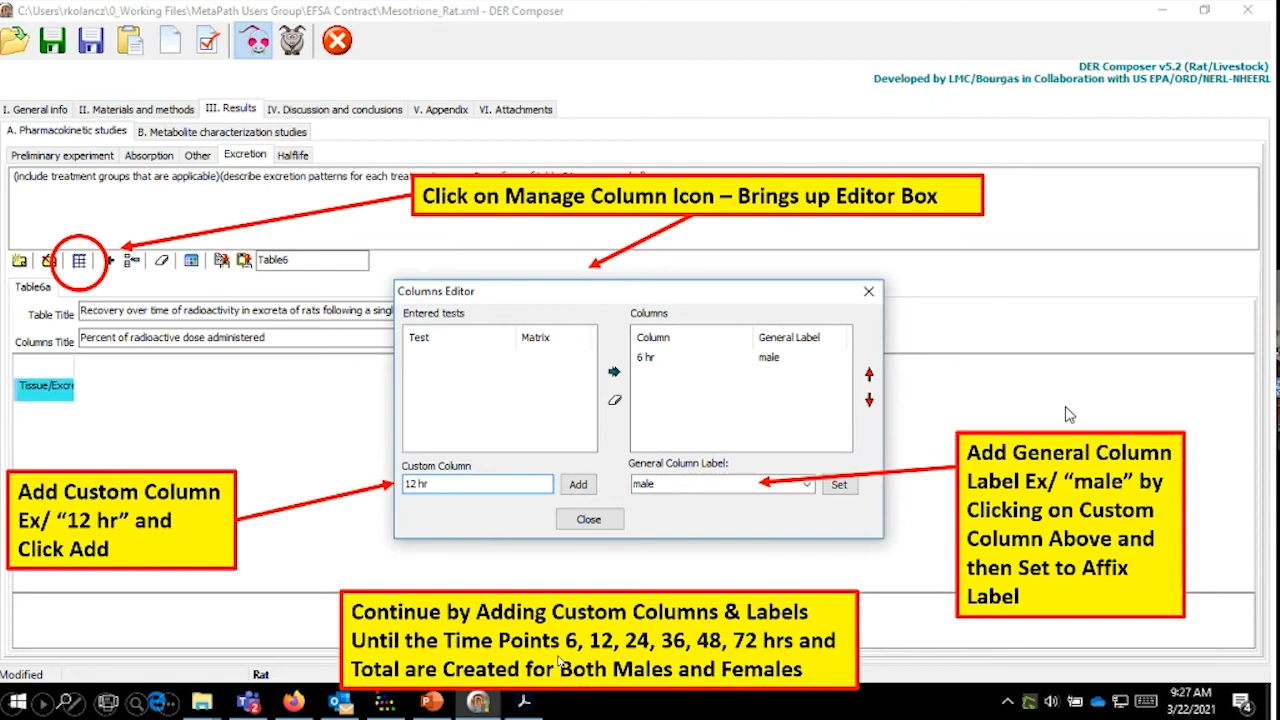 C:\Users\rkolancz\0_Working Files\MetaPath Users Group\EFSA Contract\Mesotrione_Rat.xml - DER Composer
DER Composer v5.2 (Rat/Livestock)
Developed by LMC/Bourgas in Collaboration with US EPA/ORD/NERL-NHEERL
I. General info II. Materials and methods III. Results IV. Discussion and conclusions V. Appendix VI. Attachments
A. Pharmacokinetic studies B. Metabolite characterization studies
Preliminary experiment Absorption Other Excretion Halflife
(include treatment groups that are applicable)(describe excretion patterns for each
Click on Manage Column Icon – Brings up Editor Box
Table6
Table6a
Table Title Recovery over time of radioactivity in excreta of rats following a
Columns Title Percent of radioactive dose administered
Tissue/Excre
Columns Editor
Entered tests Columns
Test Matrix Column General Label
6 hr male
Custom Column General Column Label:
12 hr Add male Set
Close
Add Custom Column
Ex/ “12 hr” and
Click Add
Add General Column
Label Ex/ “male” by
Clicking on Custom
Column Above and
then Set to Affix
Label
Continue by Adding Custom Columns & Labels
Until the Time Points 6, 12, 24, 36, 48, 72 hrs and
Total are Created for Both Males and Females
Modified Rat
9:27 AM
3/22/2021
4